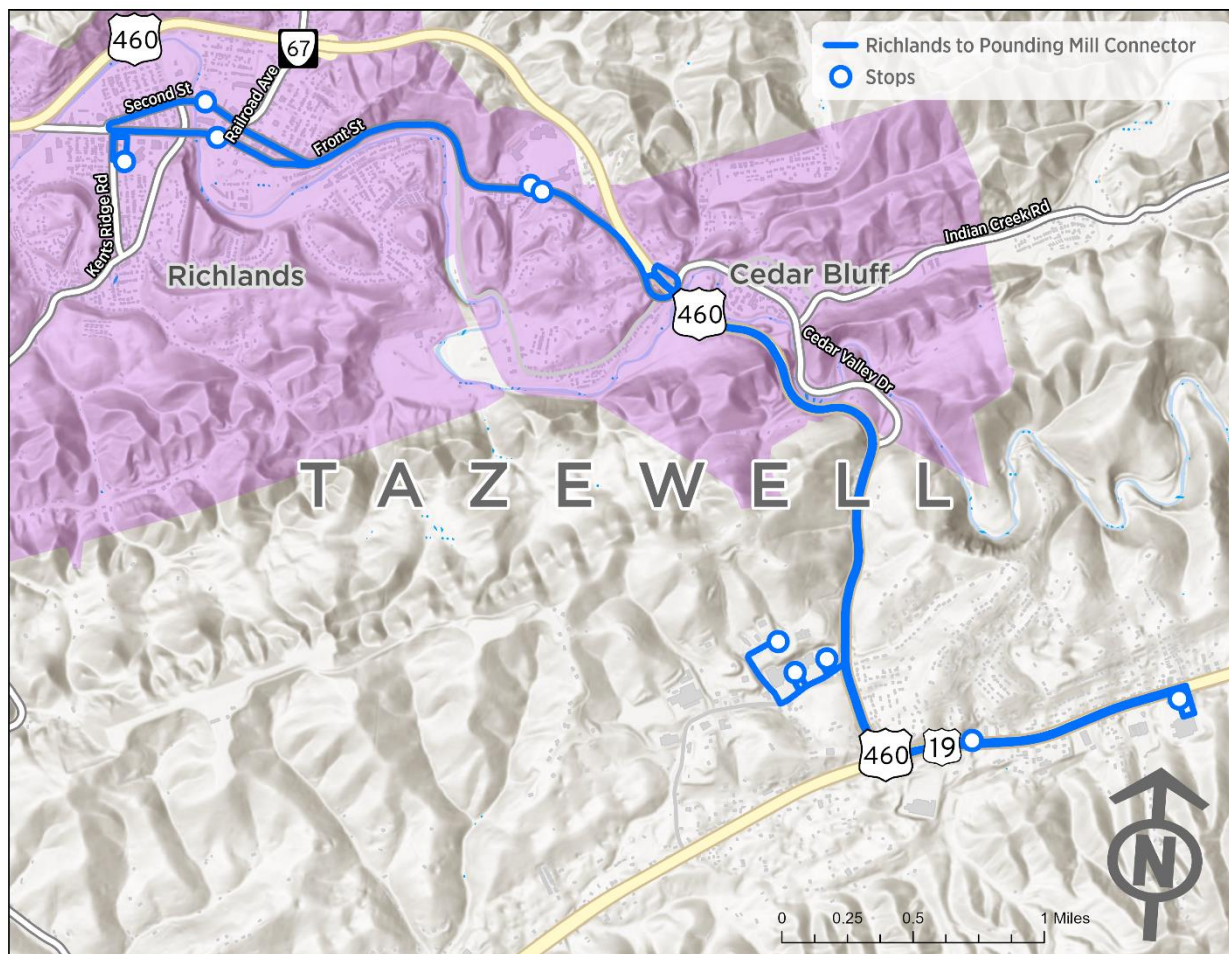 Richlands to Pounding Mill Connector
Stops
460
67
Second St
Railroad Ave
Front St
Kents Ridge Rd
Richlands
Indian Creek Rd
Cedar Bluff
460
Cedar Valley Dr
TAZEWELL
460
19
N
0 0.25 0.5 1 Miles